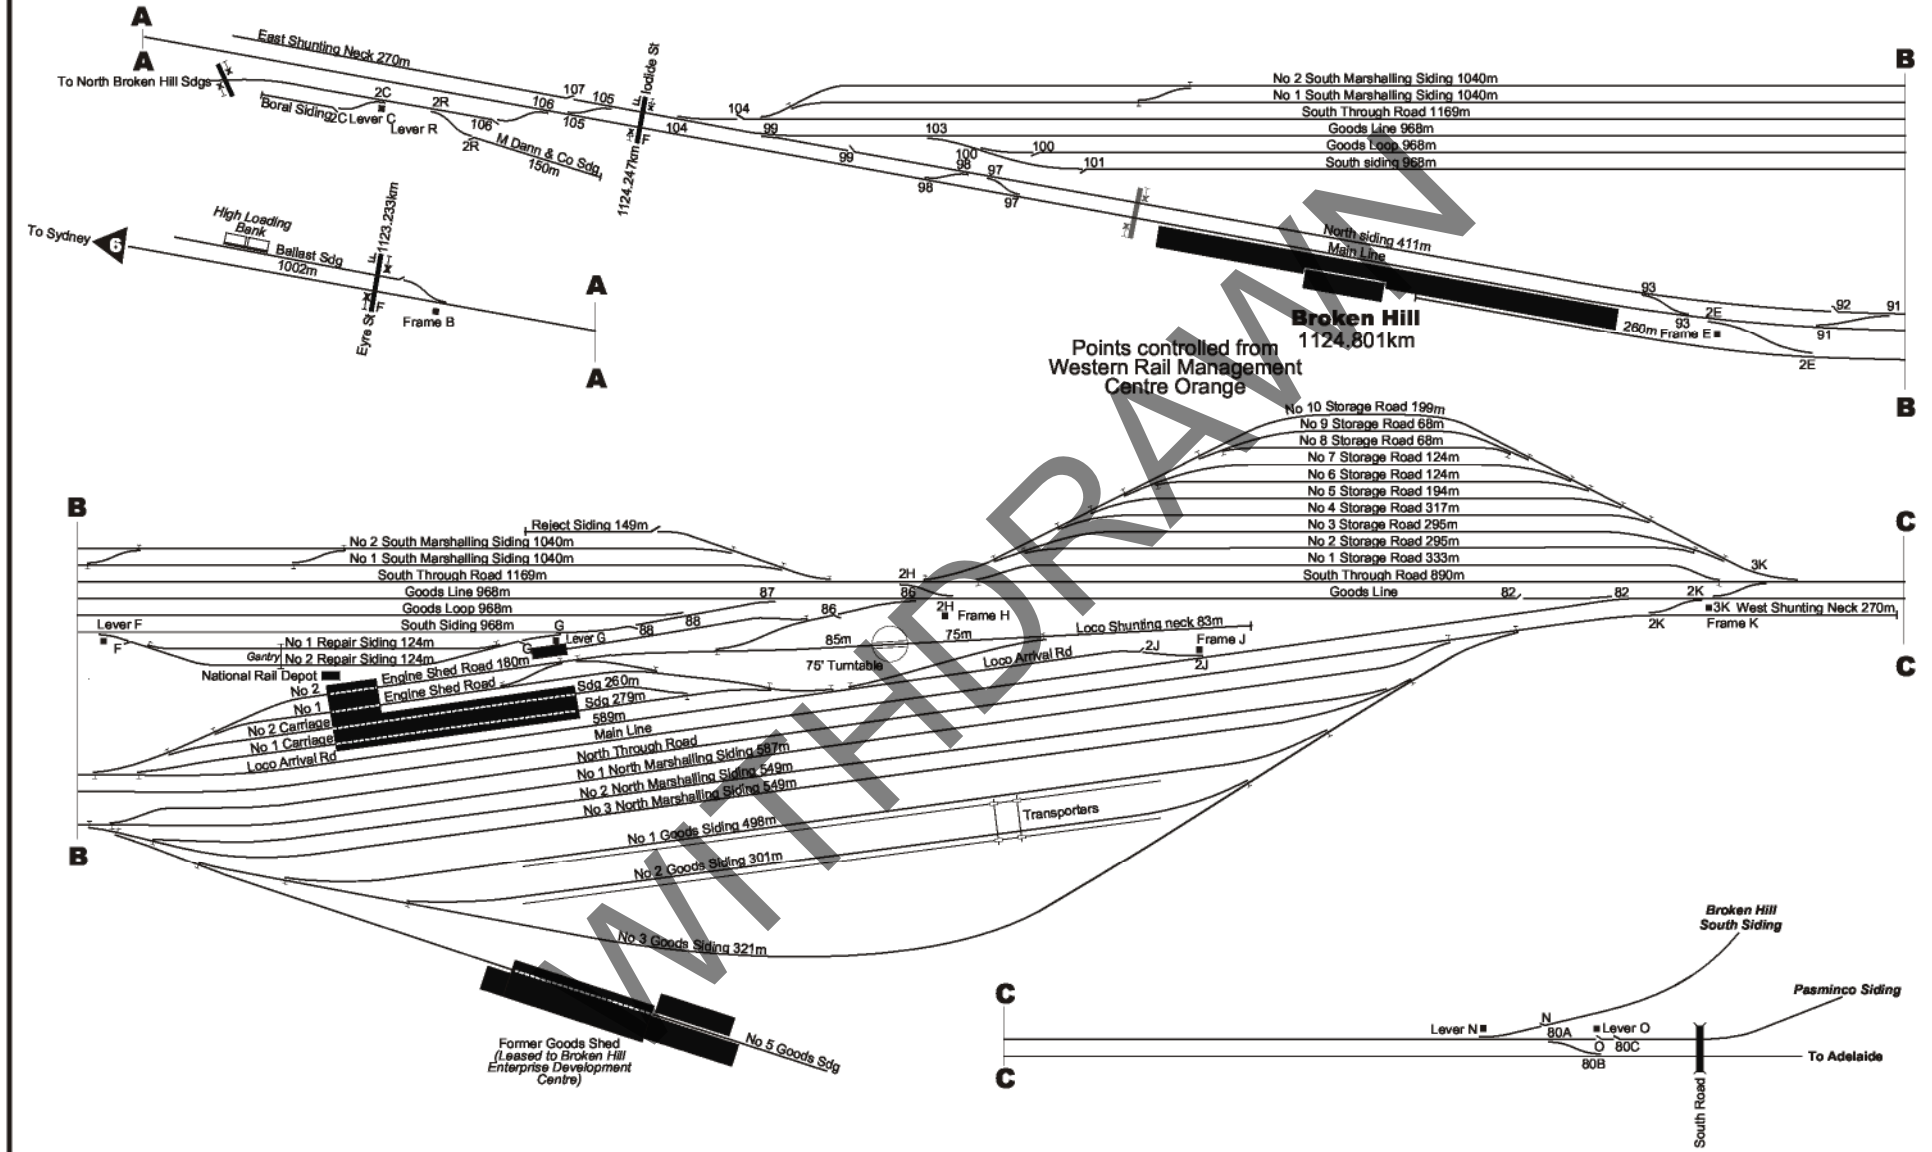 A
A
To North Broken Hill Sdgs
East Shunting Neck 270m
Boral Siding
2C
2C
Lever C
2R
Lever R
2R
106
106
107
105
105
M Dann & Co Sdg
150m
F
Iodide St
F
1124.247km
104
104
99
99
103
100
100
98
98
97
97
101
No 2 South Marshalling Siding 1040m
No 1 South Marshalling Siding 1040m
South Through Road 1169m
Goods Line 968m
Goods Loop 968m
South siding 968m
B
B
North siding 411m
Main Line
Broken Hill
1124.801km
260m
93
93
2E
Frame E
2E
92
91
91
To Sydney
6
High Loading
Bank
Ballast Sdg
1002m
F
1123.233km
Eyre St
F
Frame B
A
A
Points controlled from
Western Rail Management
Centre Orange
No 10 Storage Road 199m
No 9 Storage Road 68m
No 8 Storage Road 68m
No 7 Storage Road 124m
No 6 Storage Road 124m
No 5 Storage Road 194m
No 4 Storage Road 317m
No 3 Storage Road 295m
No 2 Storage Road 295m
No 1 Storage Road 333m
South Through Road 890m
Goods Line
B
B
Reject Siding 149m
No 2 South Marshalling Siding 1040m
No 1 South Marshalling Siding 1040m
South Through Road 1169m
Goods Line 968m
Goods Loop 968m
South Siding 968m
Lever F
F
No 1 Repair Siding 124m
Gantry
No 2 Repair Siding 124m
National Rail Depot
G
Lever G
G
88
88
87
86
86
2H
2H
Frame H
85m
75m
75' Turntable
Loco Shunting neck 83m
Loco Arrival Rd
2J
Frame J
2J
82
82
2K
3K
3K
2K
West Shunting Neck 270m
Frame K
C
C
No 2
Engine Shed Road 180m
No 1
Engine Shed Road
No 2 Carriage
Sdg 260m
No 1 Carriage
Sdg 279m
Loco Arrival Rd
589m
Main Line
North Through Road
No 1 North Marshalling Siding 587m
No 2 North Marshalling Siding 549m
No 3 North Marshalling Siding 549m
No 1 Goods Siding 498m
No 2 Goods Siding 301m
Transporters
No 3 Goods Siding 321m
Former Goods Shed
(Leased to Broken Hill
Enterprise Development
Centre)
No 5 Goods Sdg
C
C
Broken Hill
South Siding
Pasminco Siding
Lever N
N
80A
Lever O
O
80C
80B
To Adelaide
South Road
WITHDRAWN